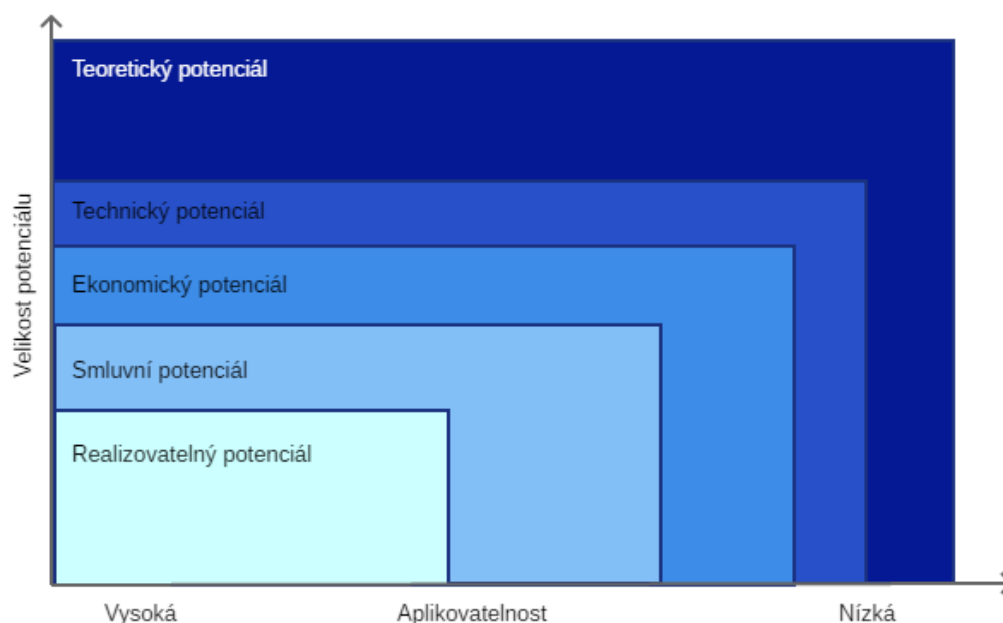 Teoretický potenciál
Technický potenciál
Ekonomický potenciál
Smluvní potenciál
Realizovatelný potenciál
Velikost potenciálu
Vysoká
Aplikovatelnost
Nízká